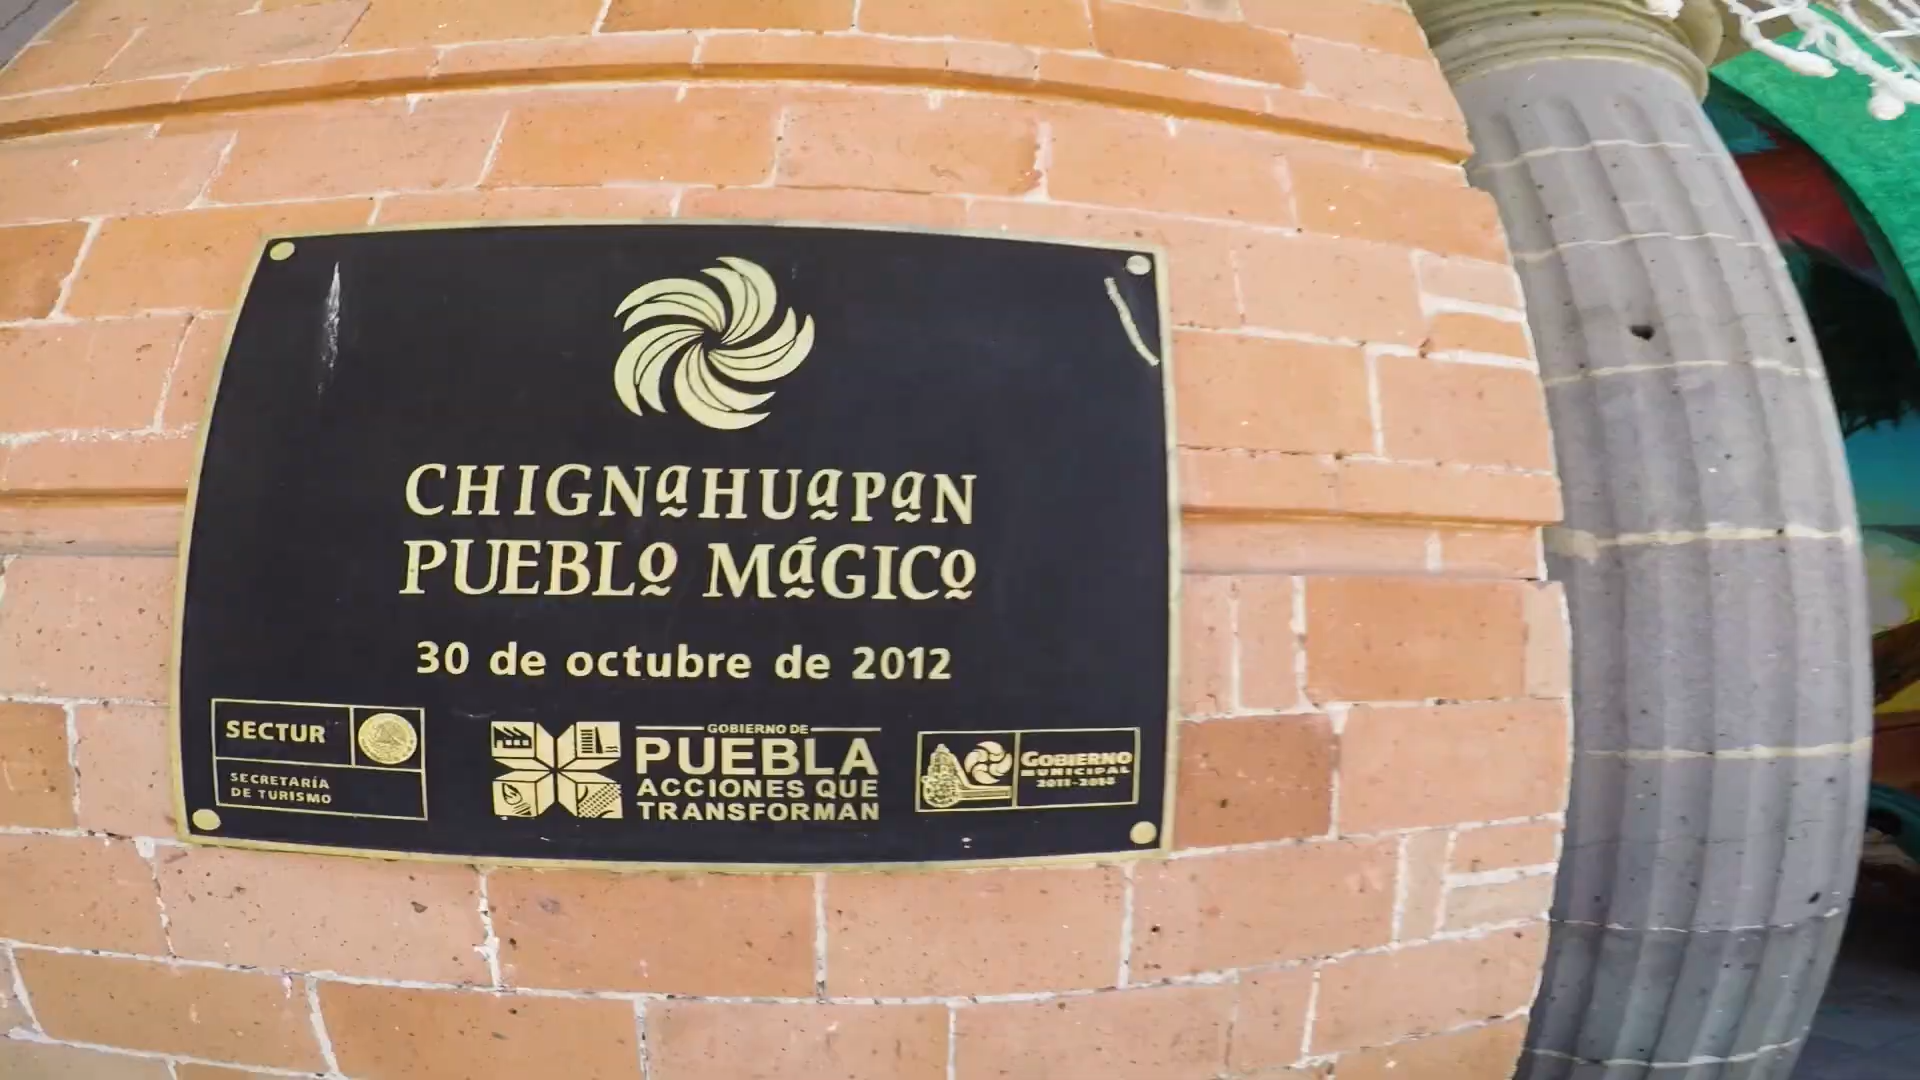 CHIGNAHUAPAN
PUEBLO MÁGICO
30 de octubre de 2012
SECTUR
SECRETARÍA
DE TURISMO
GOBIERNO DE
PUEBLA
ACCIONES QUE
TRANSFORMAN
GOBIERNO
MUNICIPAL